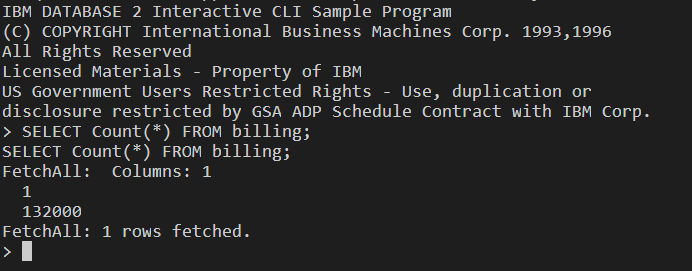 IBM DATABASE 2 Interactive CLI Sample Program
(C) COPYRIGHT International Business Machines Corp. 1993,1996
All Rights Reserved
Licensed Materials - Property of IBM
US Government Users Restricted Rights - Use, duplication or
disclosure restricted by GSA ADP Schedule Contract with IBM Corp.
> SELECT Count(*) FROM billing;
SELECT Count(*) FROM billing;
FetchAll:  Columns: 1
  1
  132000
FetchAll: 1 rows fetched.
>